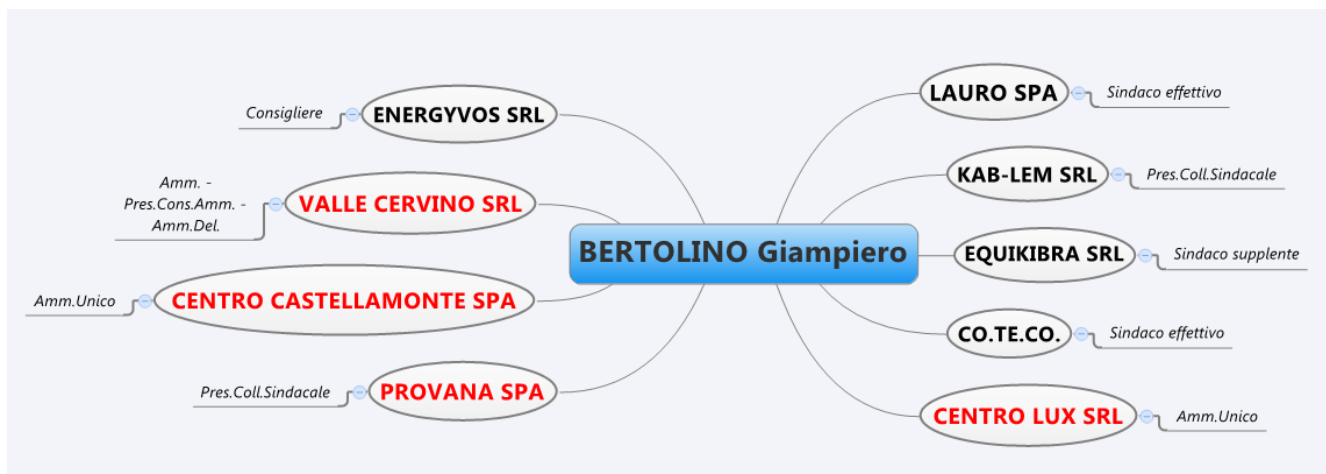 Consigliere
ENERGYVOS SRL
Amm. -
Pres.Cons.Amm. -
Amm.Del.
VALLE CERVINO SRL
Amm.Unico
CENTRO CASTELLAMONTE SPA
Pres.Coll.Sindacale
PROVANA SPA
BERTOLINO Giampiero
LAURO SPA
Sindaco effettivo
KAB-LEM SRL
Pres.Coll.Sindacale
EQUIKIBRA SRL
Sindaco supplente
CO.TE.CO.
Sindaco effettivo
CENTRO LUX SRL
Amm.Unico